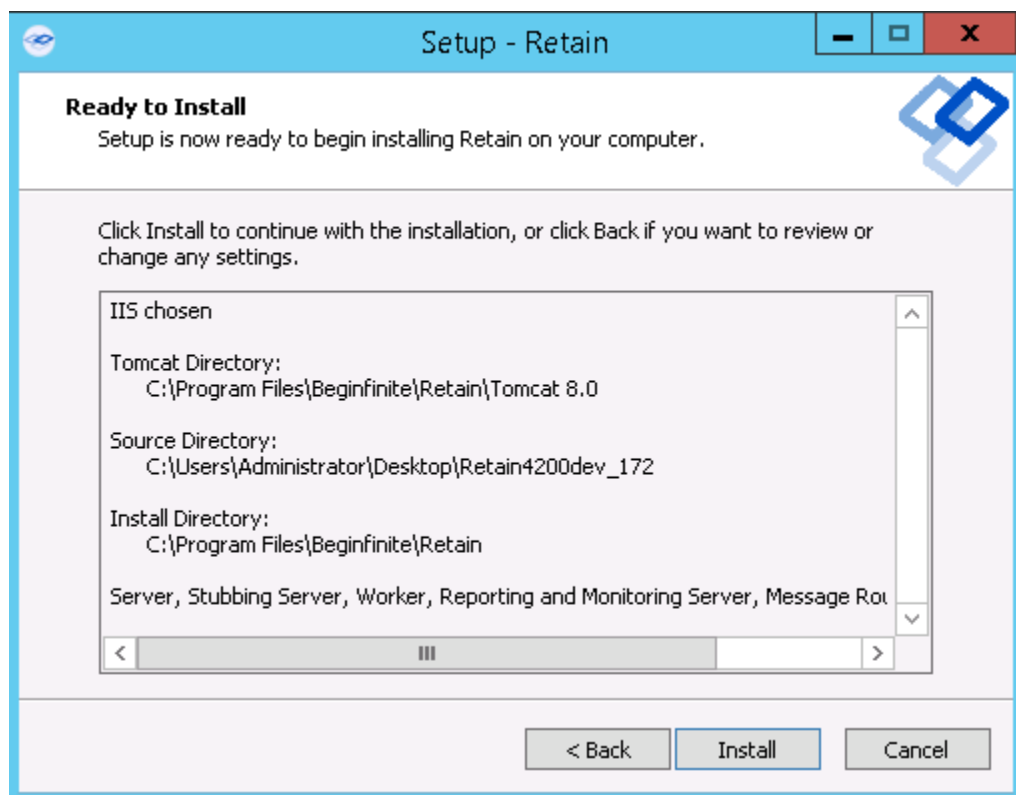 Setup - Retain
Ready to Install
Setup is now ready to begin installing Retain on your computer.
Click Install to continue with the installation, or click Back if you want to review or
change any settings.
IIS chosen
Tomcat Directory:
C:\Program Files\Beginfinite\Retain\Tomcat 8.0
Source Directory:
C:\Users\Administrator\Desktop\Retain4200dev_172
Install Directory:
C:\Program Files\Beginfinite\Retain
Server, Stubbing Server, Worker, Reporting and Monitoring Server, Message
< Back Install Cancel